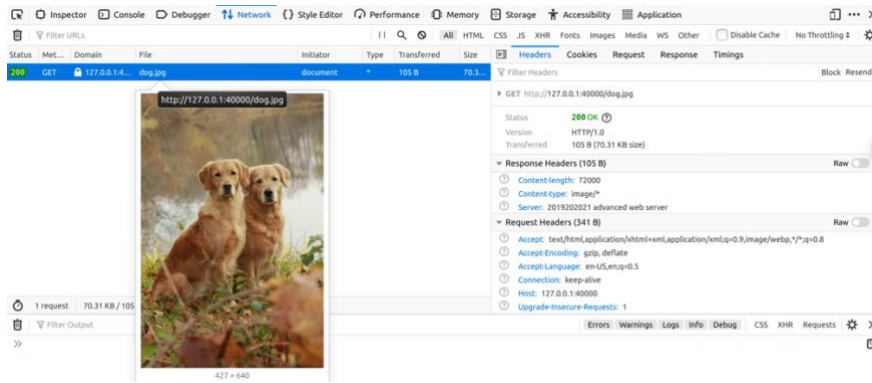 Inspector Console Debugger Network Style Editor Performance Memory Storage Accessibility Application
Filter URLs
All HTML CSS JS XHR Fonts Images Media WS Other Disable Cache No Throttling
Status Met... Domain File Initiator Type Transferred Size
Headers Cookies Request Response Timings
200 GET 127.0.0.1:4... dog.jpg document * 105 B 70.3...
http://127.0.0.1:40000/dog.jpg
427 × 640
1 request 70.31 KB / 105
Filter Headers
Block Resend
GET http://127.0.0.1:40000/dog.jpg
Status 200 OK
Version HTTP/1.0
Transferred 105 B (70.31 KB size)
Response Headers (105 B) Raw
Content-length: 72000
Content-type: image/*
Server: 2019202021 advanced web server
Request Headers (341 B) Raw
Accept: text/html,application/xhtml+xml,application/xml;q=0.9,image/webp,*/*;q=0.8
Accept-Encoding: gzip, deflate
Accept-Language: en-US,en;q=0.5
Connection: keep-alive
Host: 127.0.0.1:40000
Upgrade-Insecure-Requests: 1
Filter Output
Errors Warnings Logs Info Debug CSS XHR Requests